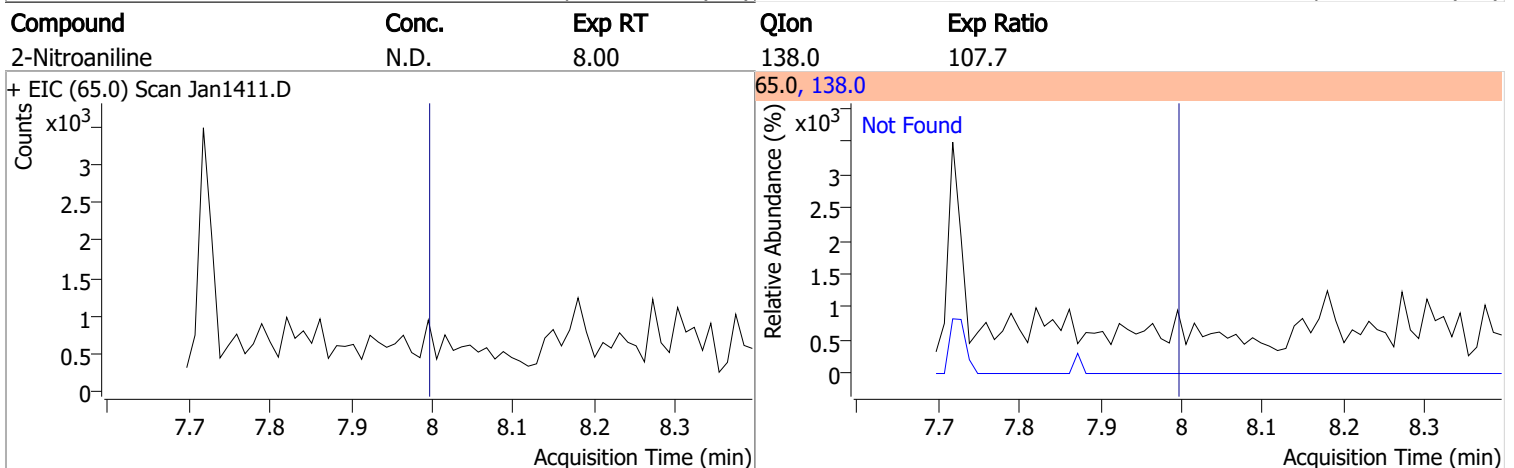 Compound Conc. Exp RT QIon Exp Ratio
2-Nitroaniline N.D. 8.00 138.0 107.7
+ EIC (65.0) Scan Jan1411.D
Counts
x10³
3
2.5
2
1.5
1
0.5
0
7.7 7.8 7.9 8 8.1 8.2 8.3
Acquisition Time (min)
65.0, 138.0
Relative Abundance (%)
x10³
Not Found
3
2.5
2
1.5
1
0.5
0
7.7 7.8 7.9 8 8.1 8.2 8.3
Acquisition Time (min)